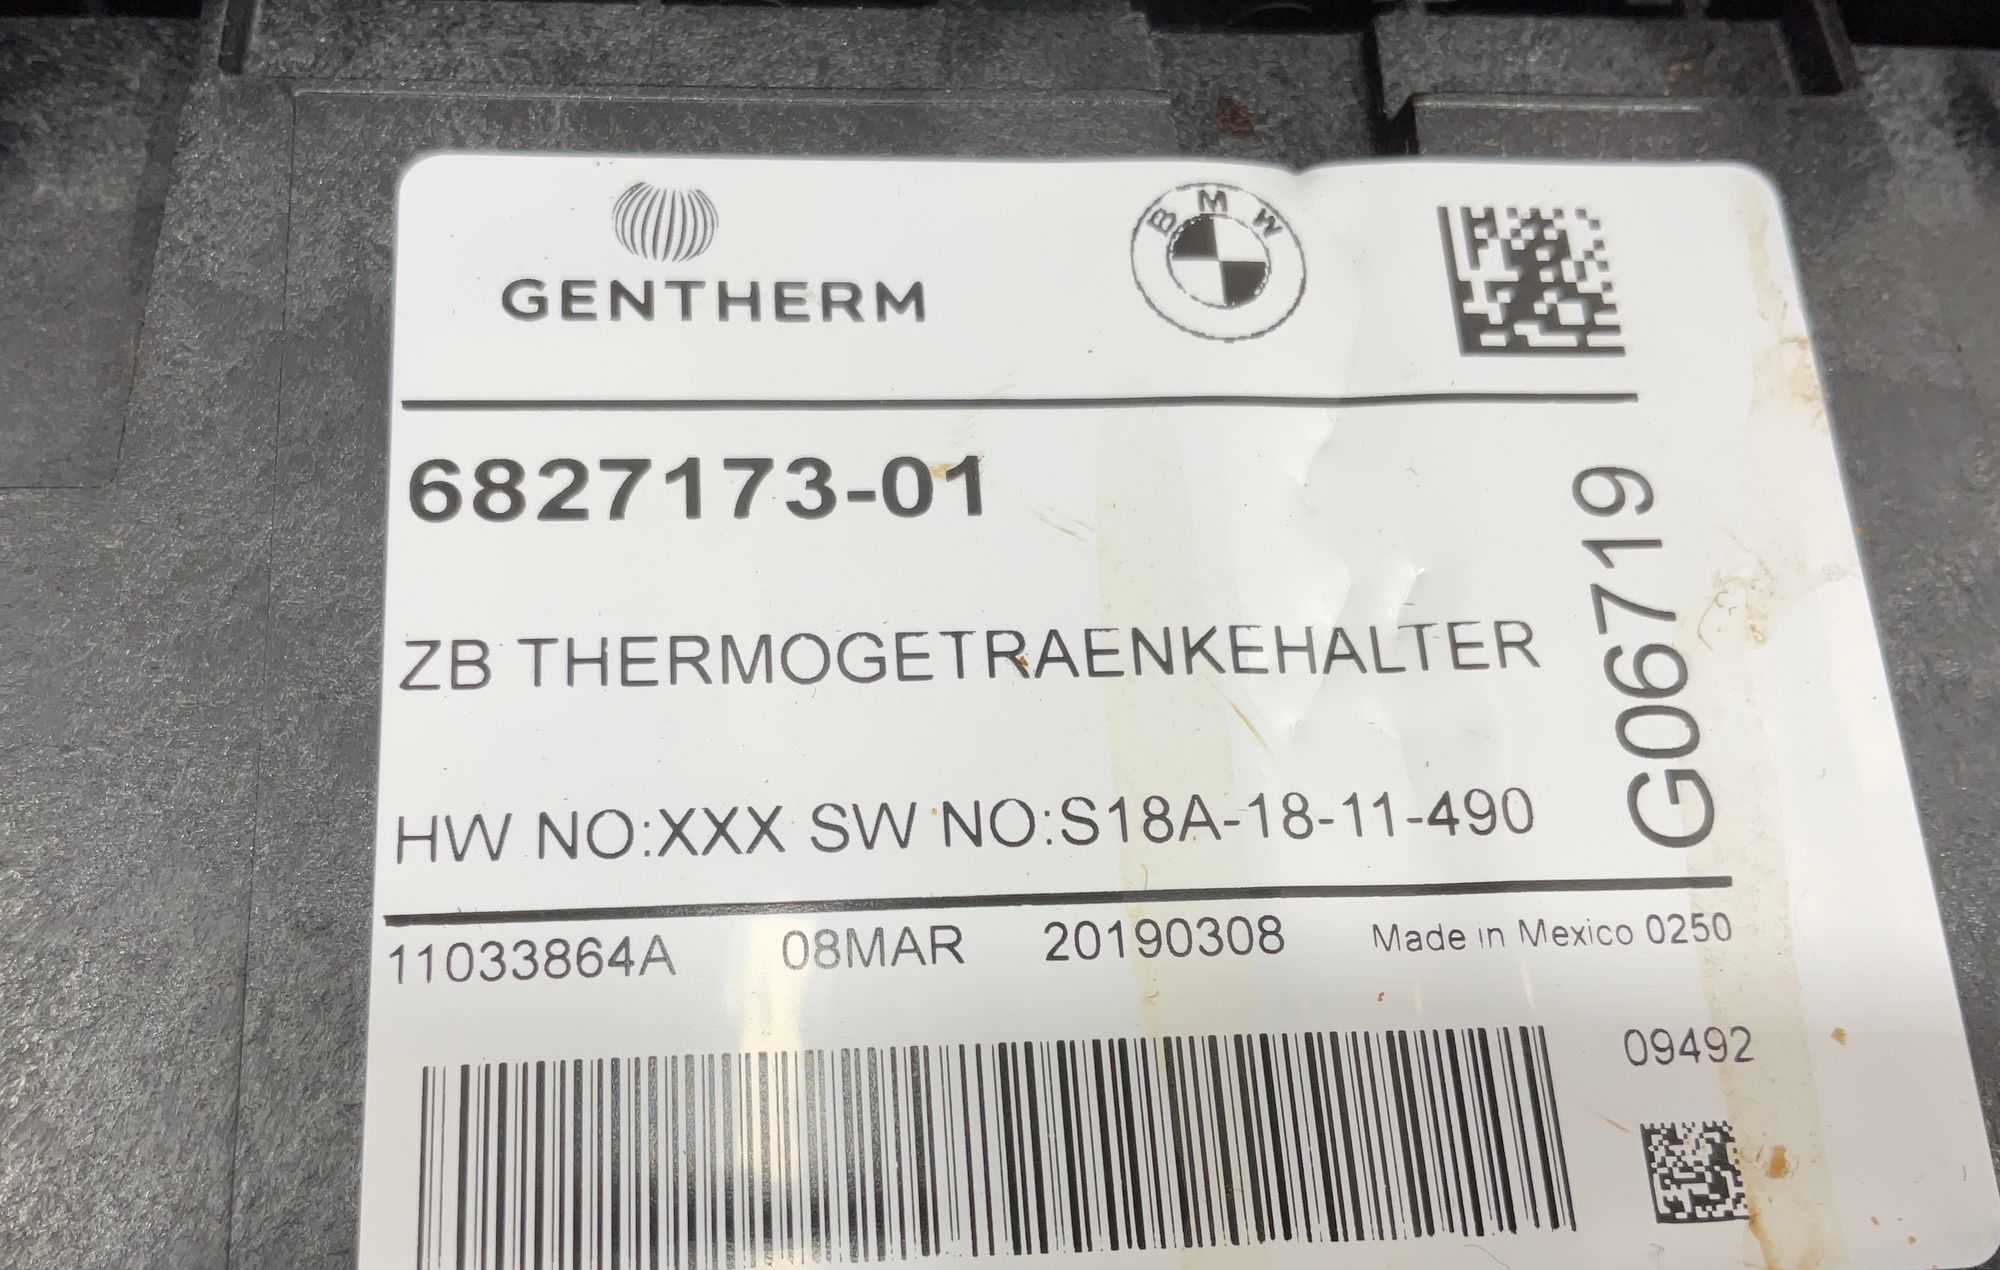 GENTHERM
BMW
6827173-01
ZB THERMOGETRAENKEHALTER
HW NO:XXX SW NO:S18A-18-11-490
G06719
11033864A 08MAR 20190308 Made in Mexico 0250
09492